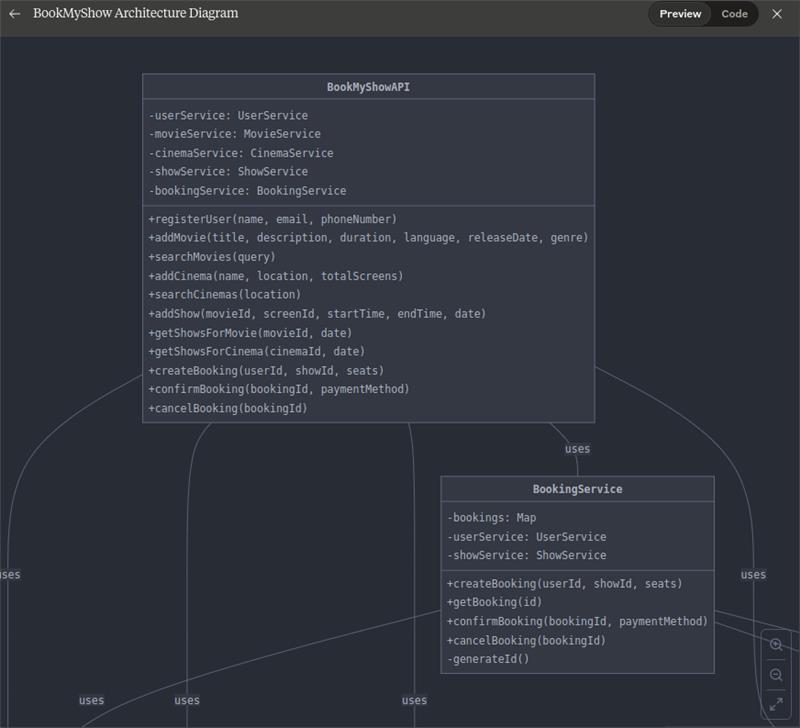 BookMyShow Architecture Diagram
Preview Code
BookMyShowAPI
-userService: UserService
-movieService: MovieService
-cinemaService: CinemaService
-showService: ShowService
-bookingService: BookingService
+registerUser(name, email, phoneNumber)
+addMovie(title, description, duration, language, releaseDate, genre)
+searchMovies(query)
+addCinema(name, location, totalScreens)
+searchCinemas(location)
+addShow(movieId, screenId, startTime, endTime, date)
+getShowsForMovie(movieId, date)
+getShowsForCinema(cinemaId, date)
+createBooking(userId, showId, seats)
+confirmBooking(bookingId, paymentMethod)
+cancelBooking(bookingId)
uses
BookingService
-bookings: Map
-userService: UserService
-showService: ShowService
+createBooking(userId, showId, seats)
+getBooking(id)
+confirmBooking(bookingId, paymentMethod)
+cancelBooking(bookingId)
-generateId()
uses
uses
uses
uses
uses